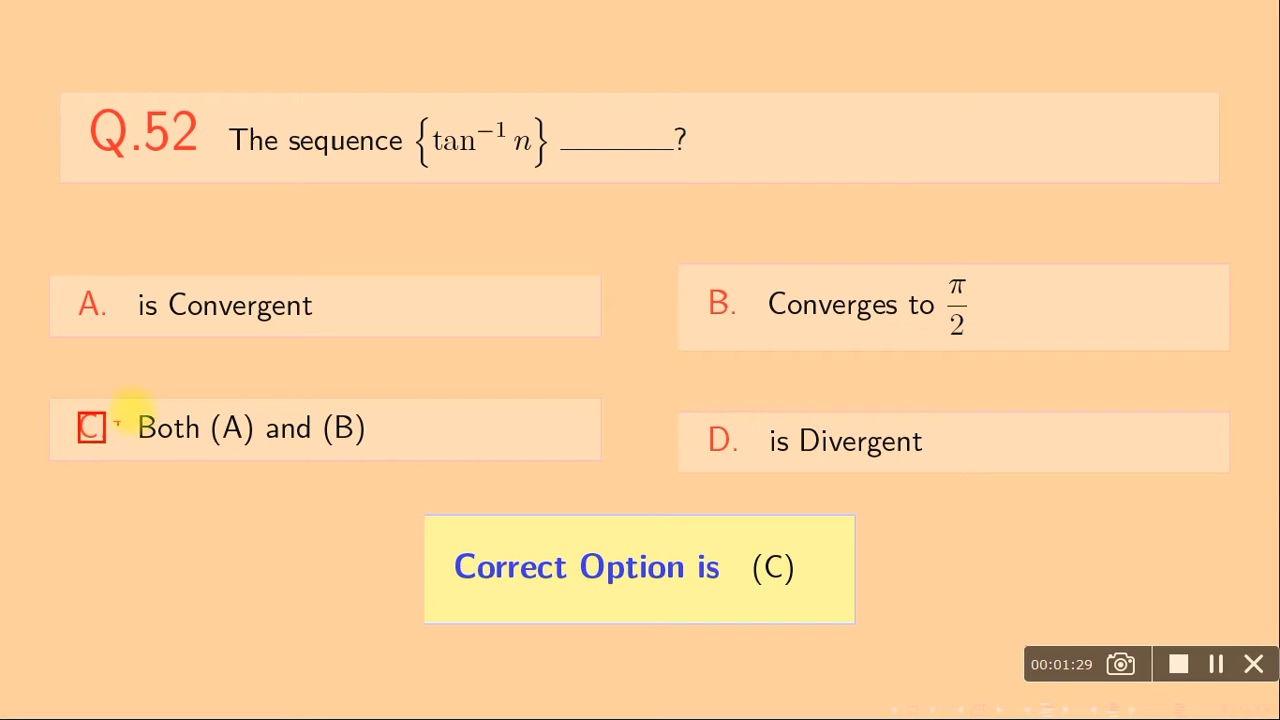 Q.52 The sequence {tan⁻¹ n} ________?
A. is Convergent
B. Converges to π/2
C. Both (A) and (B)
D. is Divergent
Correct Option is (C)
00:01:29